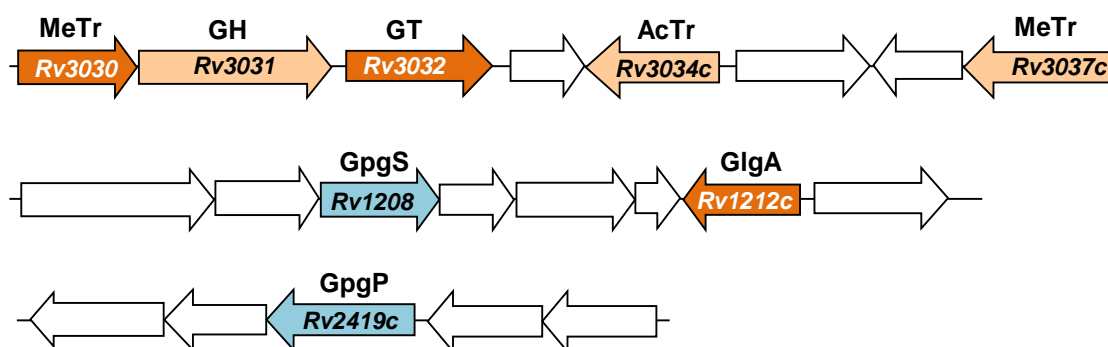 MeTr GH GT AcTr MeTr
Rv3030 Rv3031 Rv3032 Rv3034c Rv3037c
GpgS GlgA
Rv1208 Rv1212c
GpgP
Rv2419c